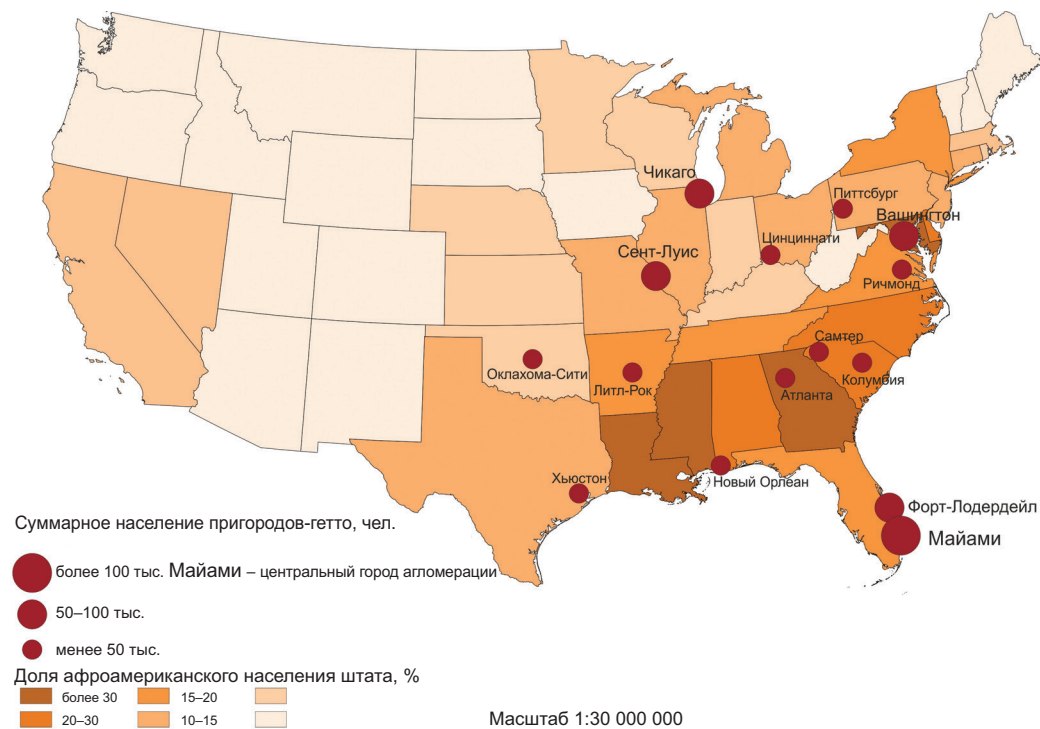 Чикаго
Питтсбург
Вашингтон
Цинциннати
Сент-Луис
Ричмонд
Самтер
Оклахома-Сити
Литл-Рок
Колумбия
Атланта
Хьюстон
Новый Орлеан
Форт-Лодердейл
Майами
Суммарное население пригородов-гетто, чел.
более 100 тыс. Майами – центральный город агломерации
50–100 тыс.
менее 50 тыс.
Доля афроамериканского населения штата, %
более 30 15–20
20–30 10–15
Масштаб 1:30 000 000